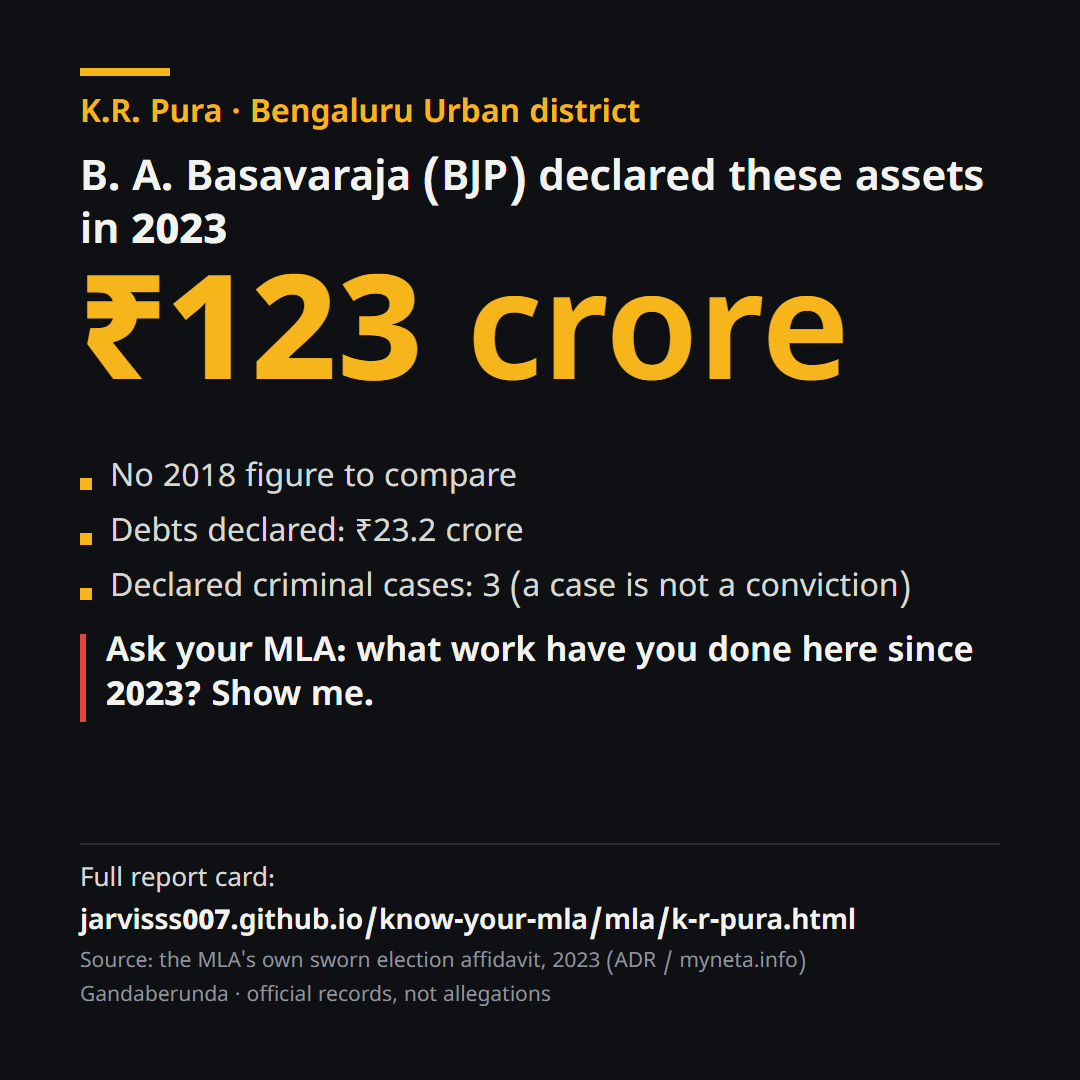 K.R. Pura · Bengaluru Urban district
B. A. Basavaraja (BJP) declared these assets
in 2023
₹123 crore
No 2018 figure to compare
Debts declared: ₹23.2 crore
Declared criminal cases: 3 (a case is not a conviction)
Ask your MLA: what work have you done here since
2023? Show me.
Full report card:
jarvisss007.github.io/know-your-mla/mla/k-r-pura.html
Source: the MLA's own sworn election affidavit, 2023 (ADR / myneta.info)
Gandaberunda · official records, not allegations